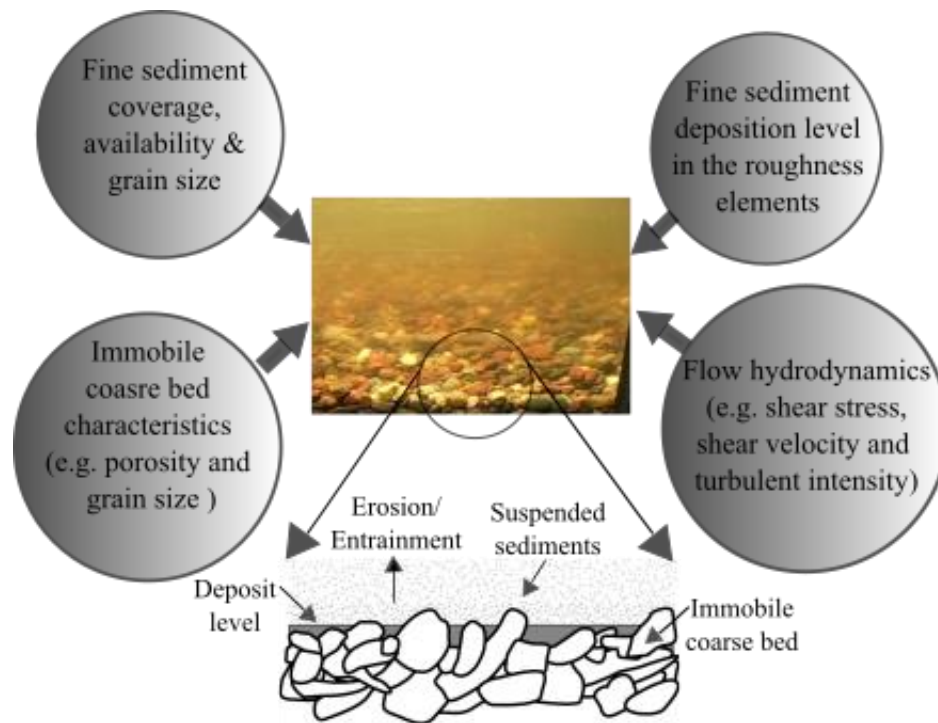 Fine sediment
coverage,
availability &
grain size
Fine sediment
deposition level
in the roughness
elements
Immobile
coasre bed
characteristics
(e.g. porosity and
grain size )
Flow hydrodynamics
(e.g. shear stress,
shear velocity and
turbulent intensity)
Erosion/
Entrainment
Suspended
sediments
Deposit
level
Immobile
coarse bed